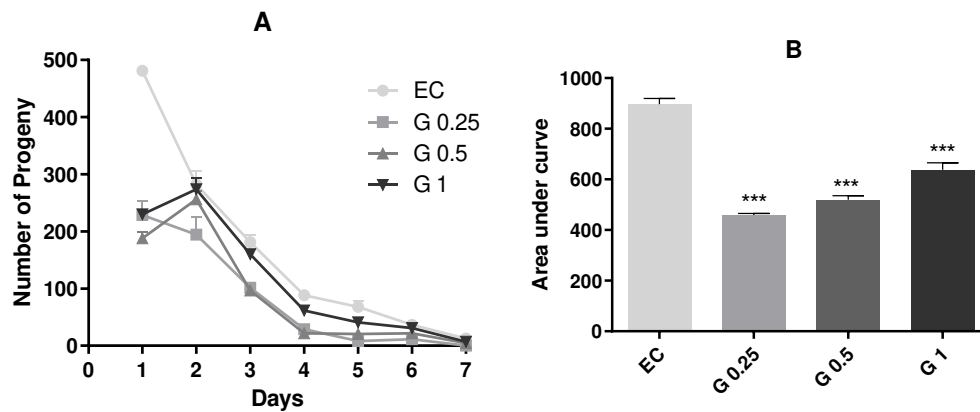 A
Number of Progeny
500
400
300
200
100
0
0 1 2 3 4 5 6 7
Days
EC
G 0.25
G 0.5
G 1
B
Area under curve
1000
800
600
400
200
0
***
***
***
EC
G 0.25
G 0.5
G 1